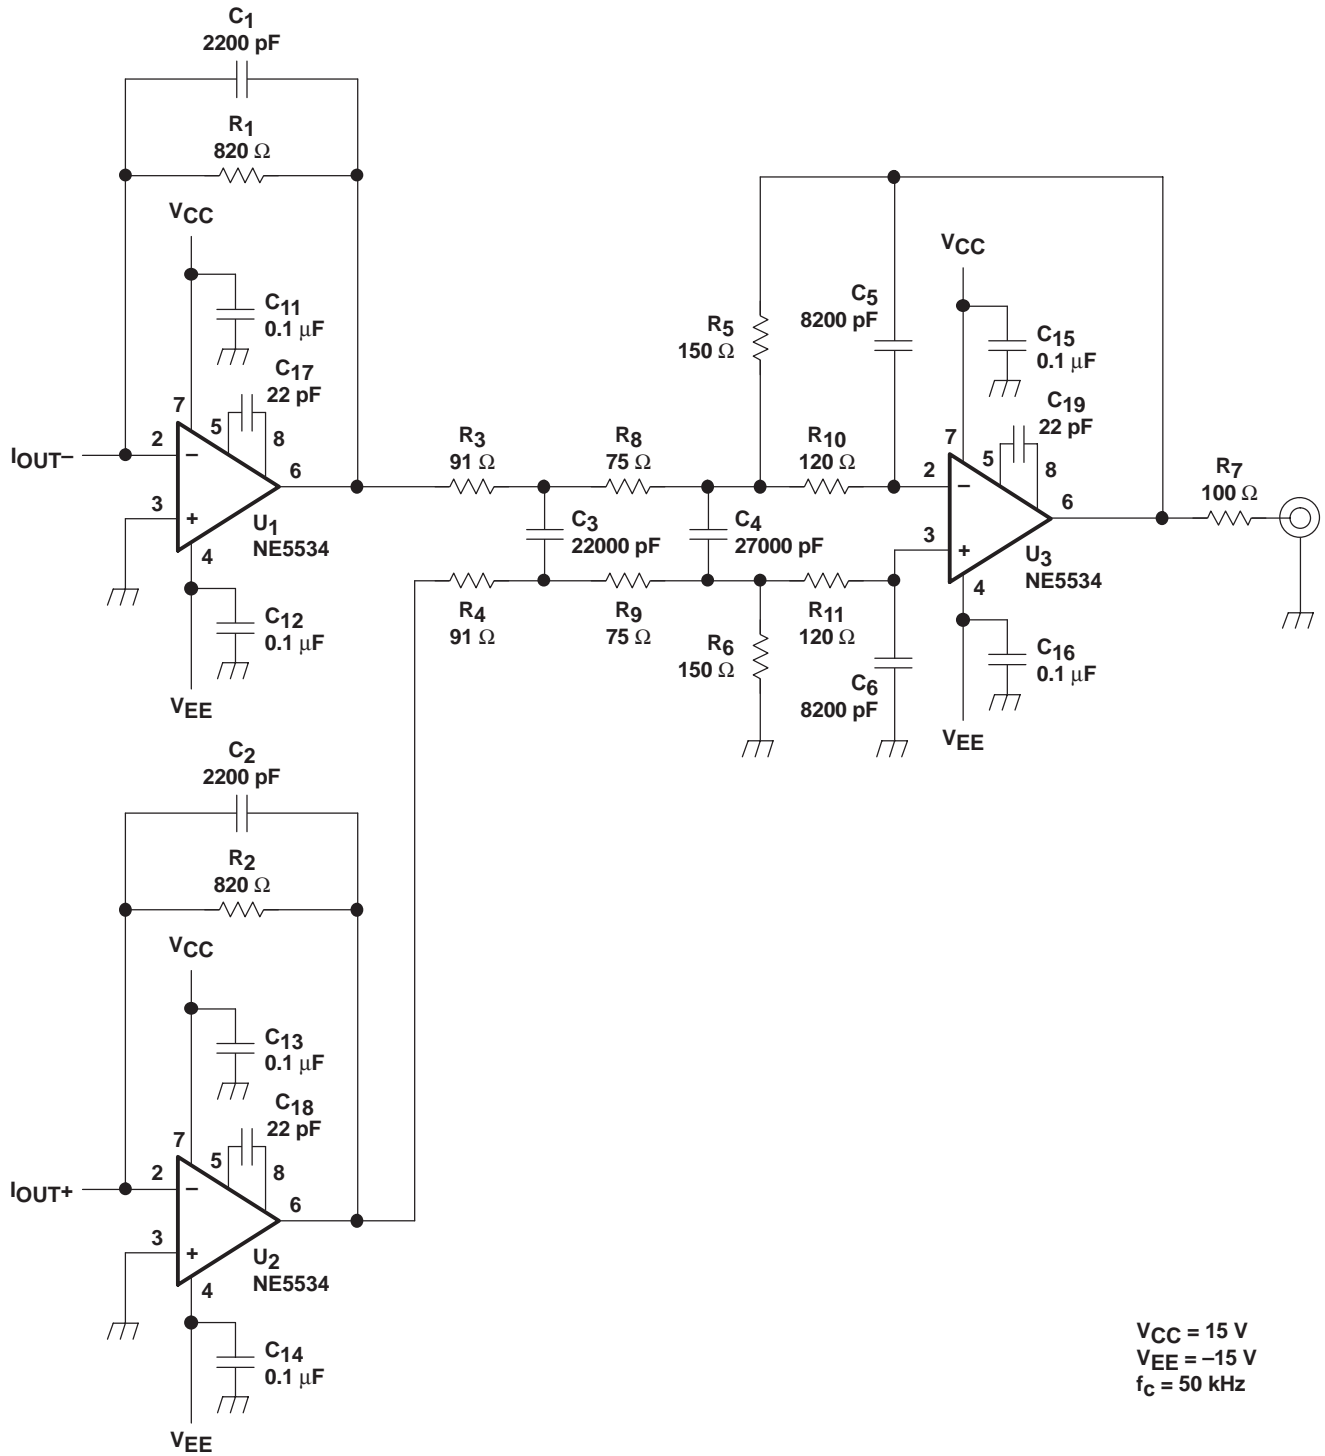 C1
2200 pF
R1
820 Ω
VCC
C11
0.1 μF
C17
22 pF
7
5
8
2
IOUT–
–
6
3
+
U1
NE5534
4
C12
0.1 μF
VEE
R3
91 Ω
R8
75 Ω
R10
120 Ω
C3
22000 pF
C4
27000 pF
R4
91 Ω
R9
75 Ω
R11
120 Ω
R5
150 Ω
C5
8200 pF
R6
150 Ω
C6
8200 pF
VCC
C15
0.1 μF
C19
22 pF
7
5
8
2
–
6
3
+
U3
NE5534
4
C16
0.1 μF
VEE
R7
100 Ω
C2
2200 pF
R2
820 Ω
VCC
C13
0.1 μF
C18
22 pF
7
5
8
2
IOUT+
–
6
3
+
U2
NE5534
4
C14
0.1 μF
VEE
VCC = 15 V
VEE = –15 V
fc = 50 kHz